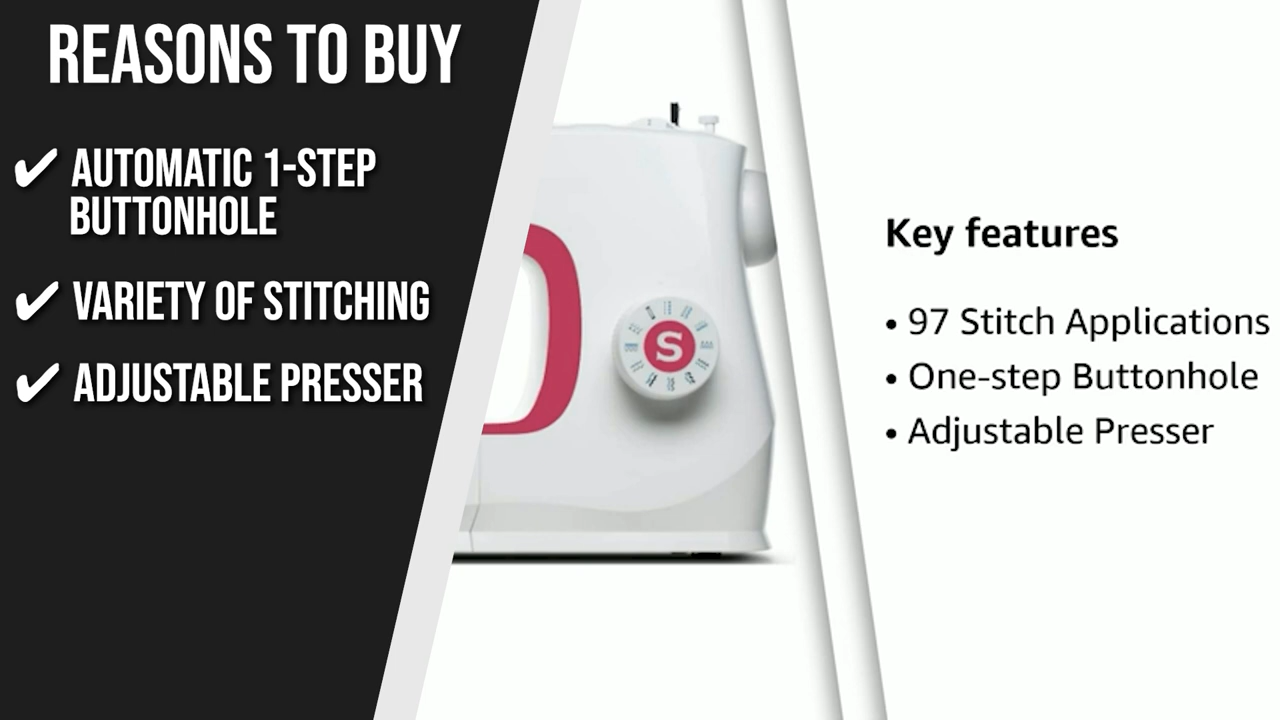 REASONS TO BUY
✔ AUTOMATIC 1-STEP
BUTTONHOLE
✔ VARIETY OF STITCHING
✔ ADJUSTABLE PRESSER
S
Key features
• 97 Stitch Applications
• One-step Buttonhole
• Adjustable Presser